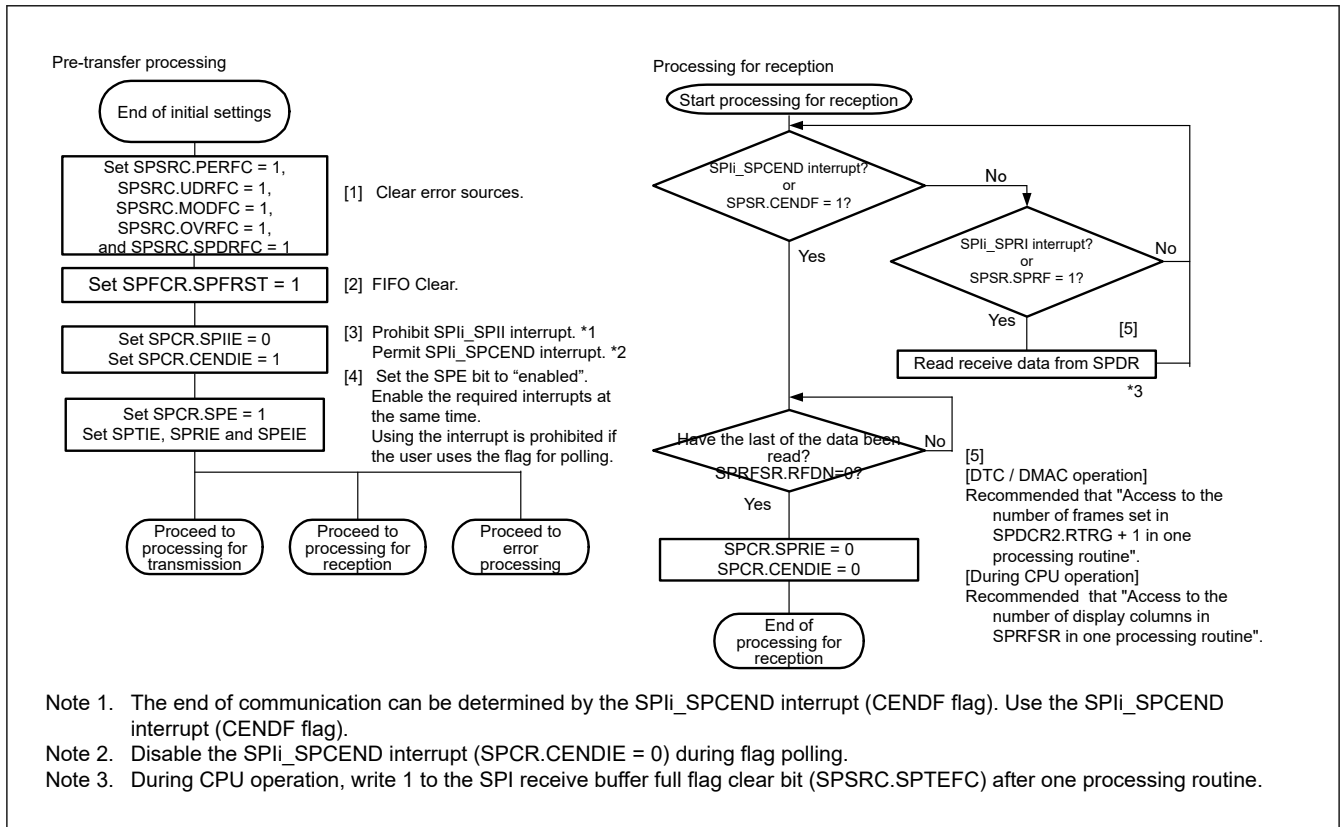 Pre-transfer processing
End of initial settings
Set SPSRC.PERFC = 1,
SPSRC.UDRFC = 1,
SPSRC.MODFC = 1,
SPSRC.OVRFC = 1,
and SPSRC.SPDRFC = 1
[1] Clear error sources.
Set SPFCR.SPFRST = 1
[2] FIFO Clear.
Set SPCR.SPIIE = 0
Set SPCR.CENDIE = 1
[3] Prohibit SPIi_SPII interrupt. *1
Permit SPIi_SPCEND interrupt. *2
[4] Set the SPE bit to “enabled”.
Enable the required interrupts at
the same time.
Using the interrupt is prohibited if
the user uses the flag for polling.
Set SPCR.SPE = 1
Set SPTIE, SPRIE and SPEIE
Proceed to
processing for
transmission
Proceed to
processing for
reception
Proceed to
error
processing
Processing for reception
Start processing for reception
SPIi_SPCEND interrupt?
or
SPSR.CENDF = 1?
No
Yes
SPIi_SPRI interrupt?
or
SPSR.SPRF = 1?
No
Yes
[5]
Read receive data from SPDR
*3
Have the last of the data been
read?
SPRFSR.RFDN=0?
No
Yes
SPCR.SPRIE = 0
SPCR.CENDIE = 0
End of
processing for
reception
[5]
[DTC / DMAC operation]
Recommended that "Access to the
number of frames set in
SPDCR2.RTRG + 1 in one
processing routine".
[During CPU operation]
Recommended that "Access to the
number of display columns in
SPRFSR in one processing routine".
Note 1. The end of communication can be determined by the SPIi_SPCEND interrupt (CENDF flag). Use the SPIi_SPCEND
interrupt (CENDF flag).
Note 2. Disable the SPIi_SPCEND interrupt (SPCR.CENDIE = 0) during flag polling.
Note 3. During CPU operation, write 1 to the SPI receive buffer full flag clear bit (SPSRC.SPTEFC) after one processing routine.